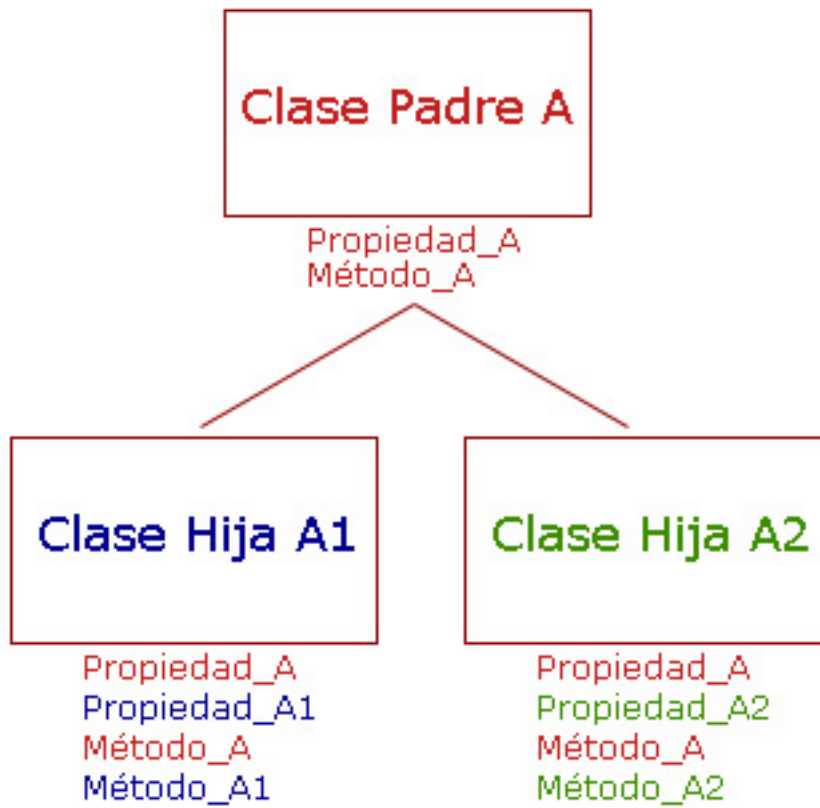 Clase Padre A
Propiedad_A
Método_A
Clase Hija A1
Propiedad_A
Propiedad_A1
Método_A
Método_A1
Clase Hija A2
Propiedad_A
Propiedad_A2
Método_A
Método_A2